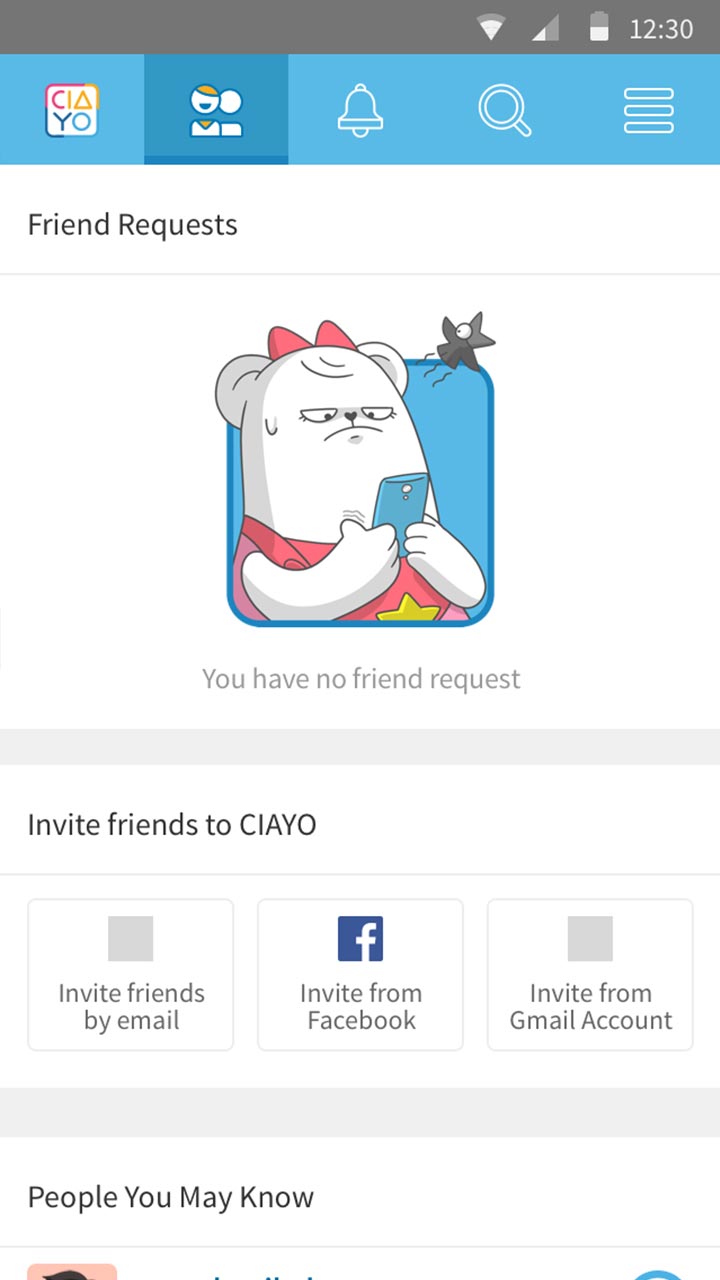 12:30
CIA
YO
Friend Requests
You have no friend request
Invite friends to CIAYO
Invite friends
by email
Invite from
Facebook
Invite from
Gmail Account
People You May Know